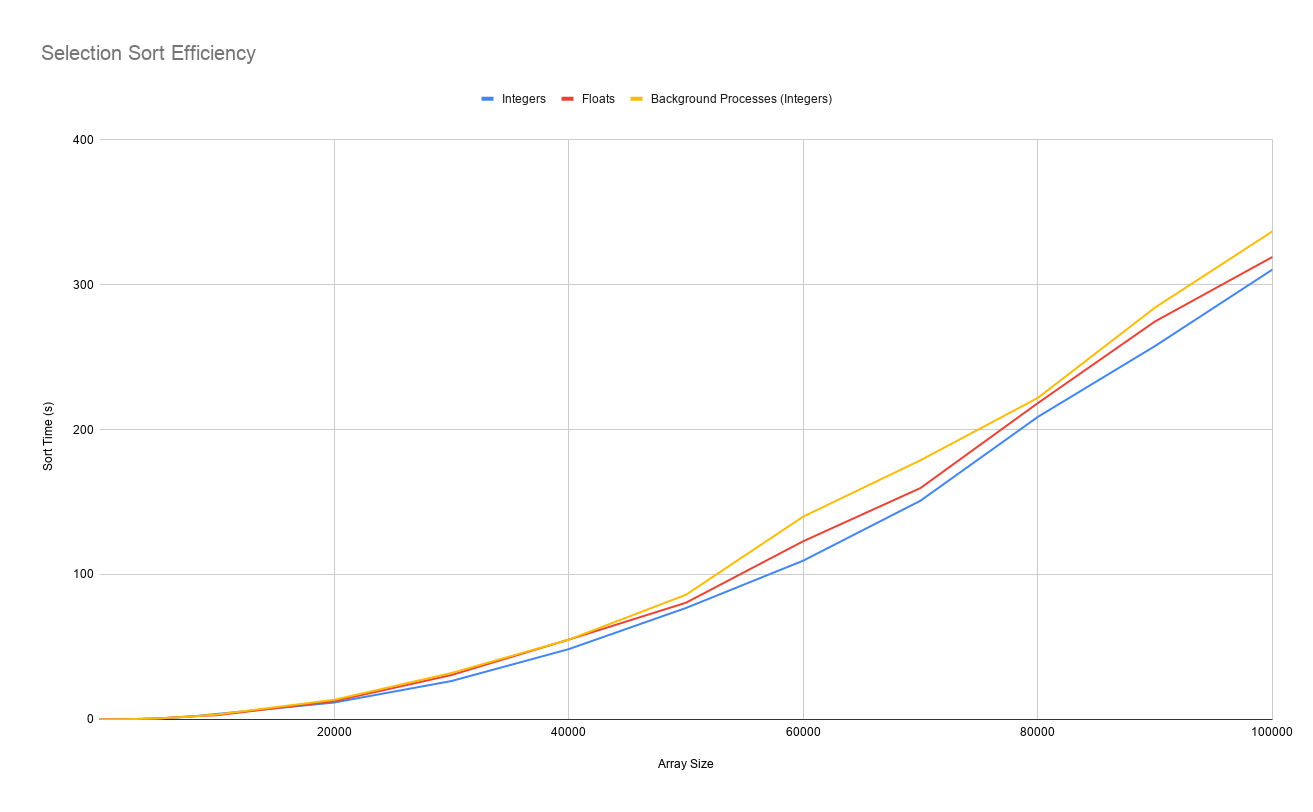 Selection Sort Efficiency
Integers Floats Background Processes (Integers)
400
300
200
100
0
Sort Time (s)
20000 40000 60000 80000 100000
Array Size